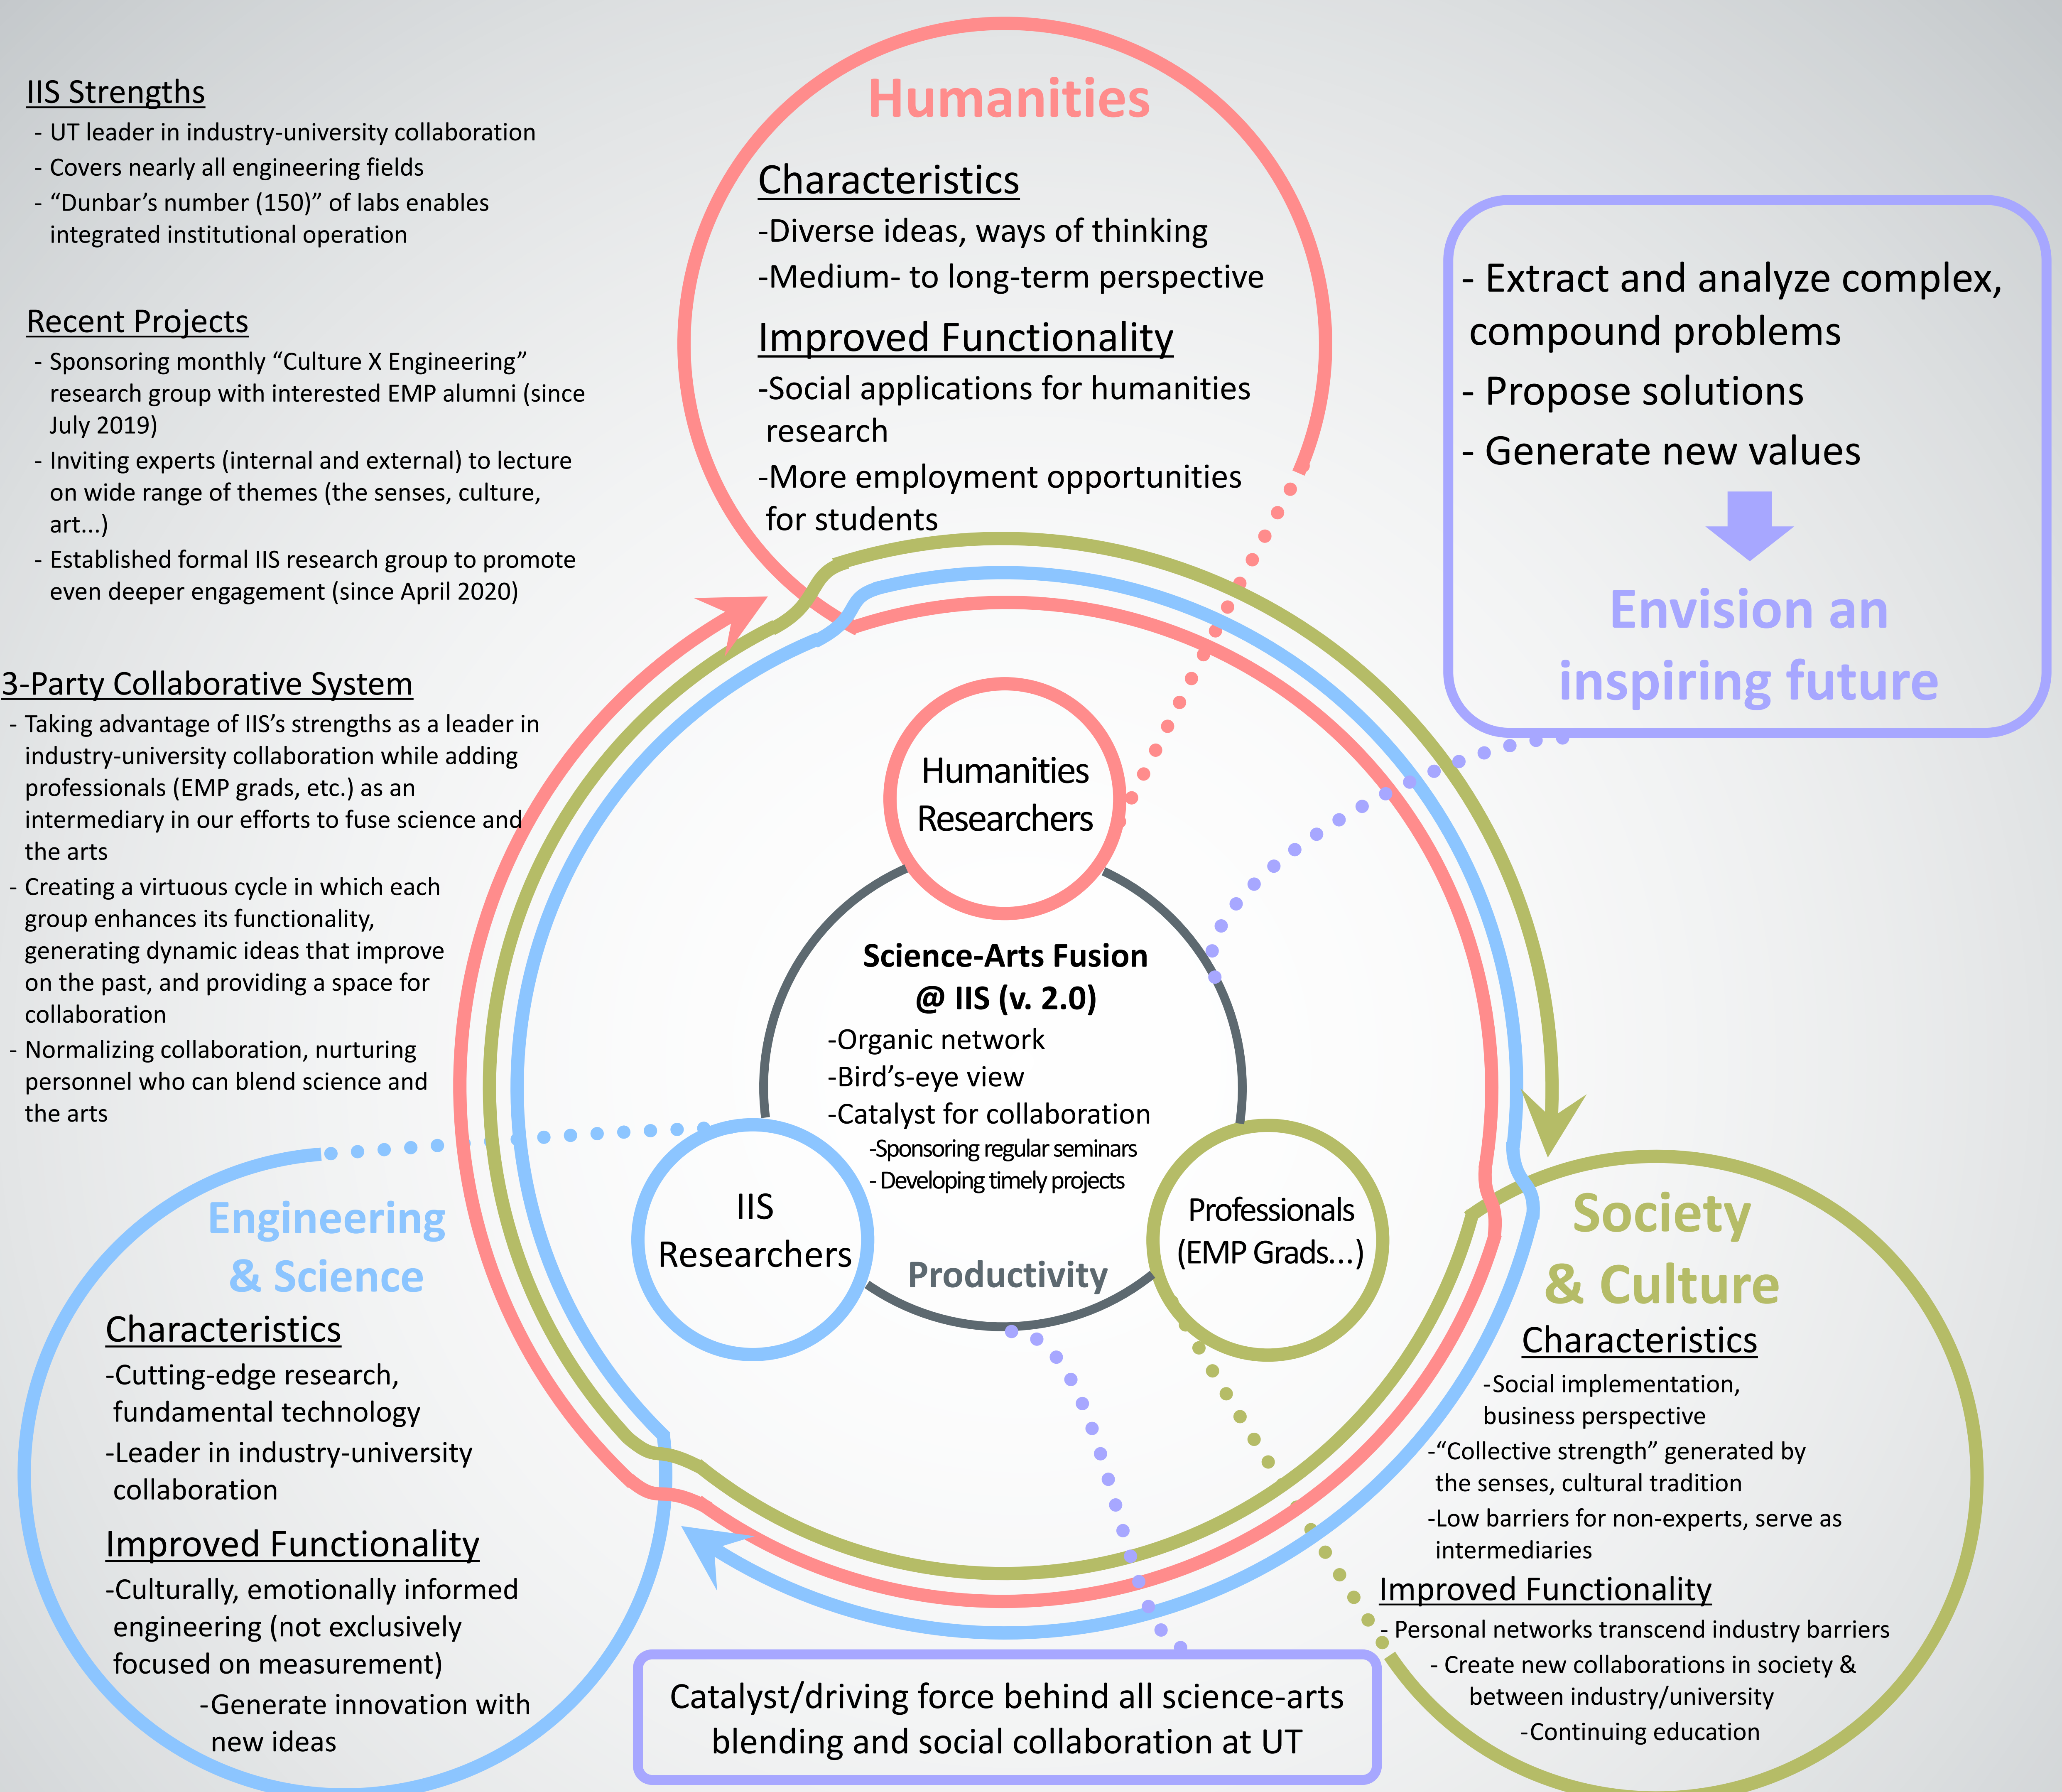 IIS Strengths
- UT leader in industry-university collaboration
- Covers nearly all engineering fields
- “Dunbar’s number (150)” of labs enables
integrated institutional operation
Recent Projects
- Sponsoring monthly “Culture X Engineering”
research group with interested EMP alumni (since
July 2019)
- Inviting experts (internal and external) to lecture
on wide range of themes (the senses, culture,
art...)
- Established formal IIS research group to promote
even deeper engagement (since April 2020)
3-Party Collaborative System
- Taking advantage of IIS’s strengths as a leader in
industry-university collaboration while adding
professionals (EMP grads, etc.) as an
intermediary in our efforts to fuse science and
the arts
- Creating a virtuous cycle in which each
group enhances its functionality,
generating dynamic ideas that improve
on the past, and providing a space for
collaboration
- Normalizing collaboration, nurturing
personnel who can blend science and
the arts
Humanities
Characteristics
-Diverse ideas, ways of thinking
-Medium- to long-term perspective
Improved Functionality
-Social applications for humanities
research
-More employment opportunities
for students
- Extract and analyze complex,
compound problems
- Propose solutions
- Generate new values
Envision an
inspiring future
Humanities
Researchers
Science-Arts Fusion
@ IIS (v. 2.0)
-Organic network
-Bird’s-eye view
-Catalyst for collaboration
-Sponsoring regular seminars
- Developing timely projects
IIS
Researchers
Professionals
(EMP Grads...)
Productivity
Engineering
& Science
Characteristics
-Cutting-edge research,
fundamental technology
-Leader in industry-university
collaboration
Improved Functionality
-Culturally, emotionally informed
engineering (not exclusively
focused on measurement)
-Generate innovation with
new ideas
Society
& Culture
Characteristics
-Social implementation,
business perspective
-“Collective strength” generated by
the senses, cultural tradition
-Low barriers for non-experts, serve as
intermediaries
Improved Functionality
- Personal networks transcend industry barriers
- Create new collaborations in society &
between industry/university
-Continuing education
Catalyst/driving force behind all science-arts
blending and social collaboration at UT